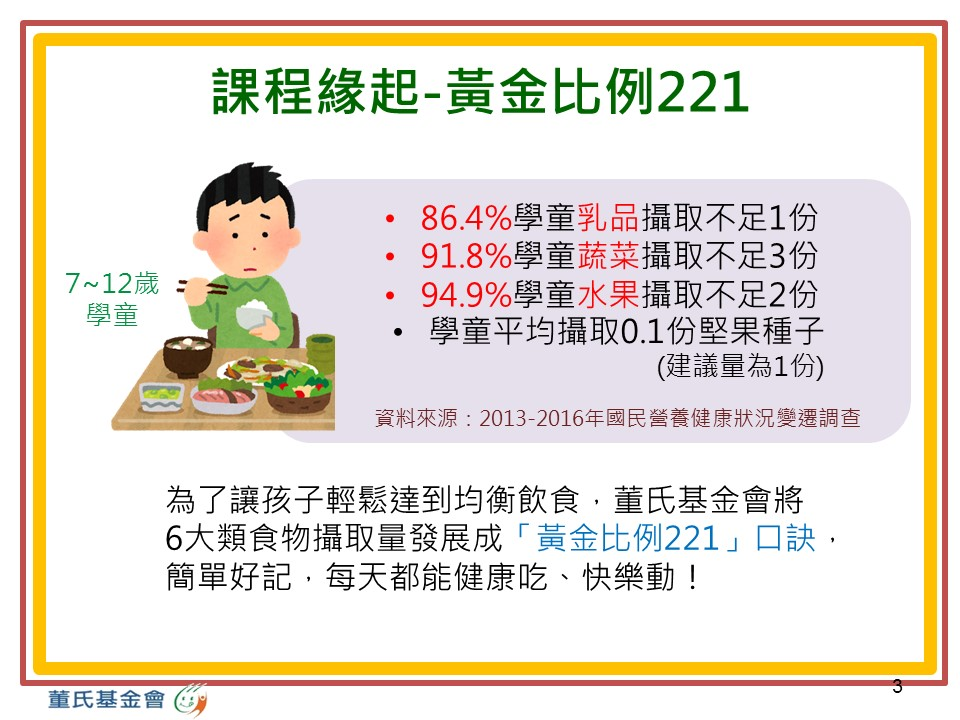 課程緣起-黃金比例221
7~12歲
學童
• 86.4%學童乳品攝取不足1份
• 91.8%學童蔬菜攝取不足3份
• 94.9%學童水果攝取不足2份
• 學童平均攝取0.1份堅果種子
(建議量為1份)
資料來源：2013-2016年國民營養健康狀況變遷調查
為了讓孩子輕鬆達到均衡飲食，董氏基金會將
6大類食物攝取量發展成「黃金比例221」口訣，
簡單好記，每天都能健康吃、快樂動！
董氏基金會
3